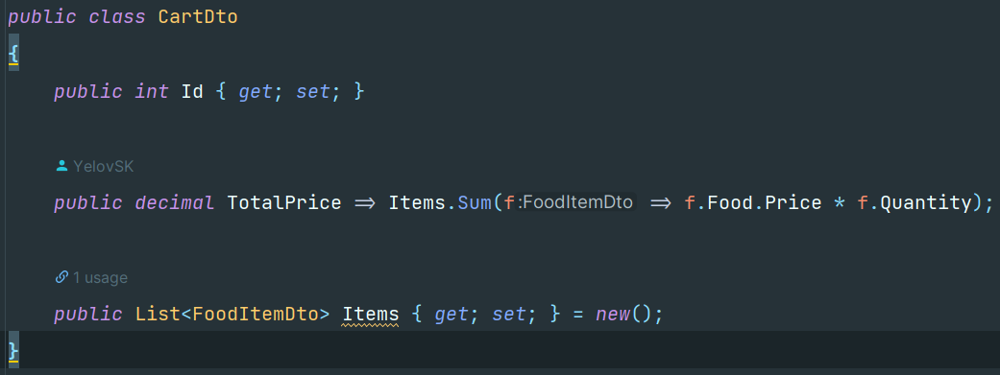 public class CartDto
{
public int Id { get; set; }
YelovSK
public decimal TotalPrice => Items.Sum(f :FoodItemDto => f.Food.Price * f.Quantity);
1 usage
public List<FoodItemDto> Items { get; set; } = new();
}